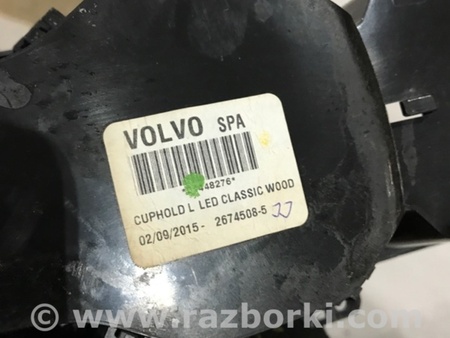 VOLVO SPA
48276*
CUPHOLD L LED CLASSIC WOOD
02/09/2015- 2674508-5
© www.razborki.com